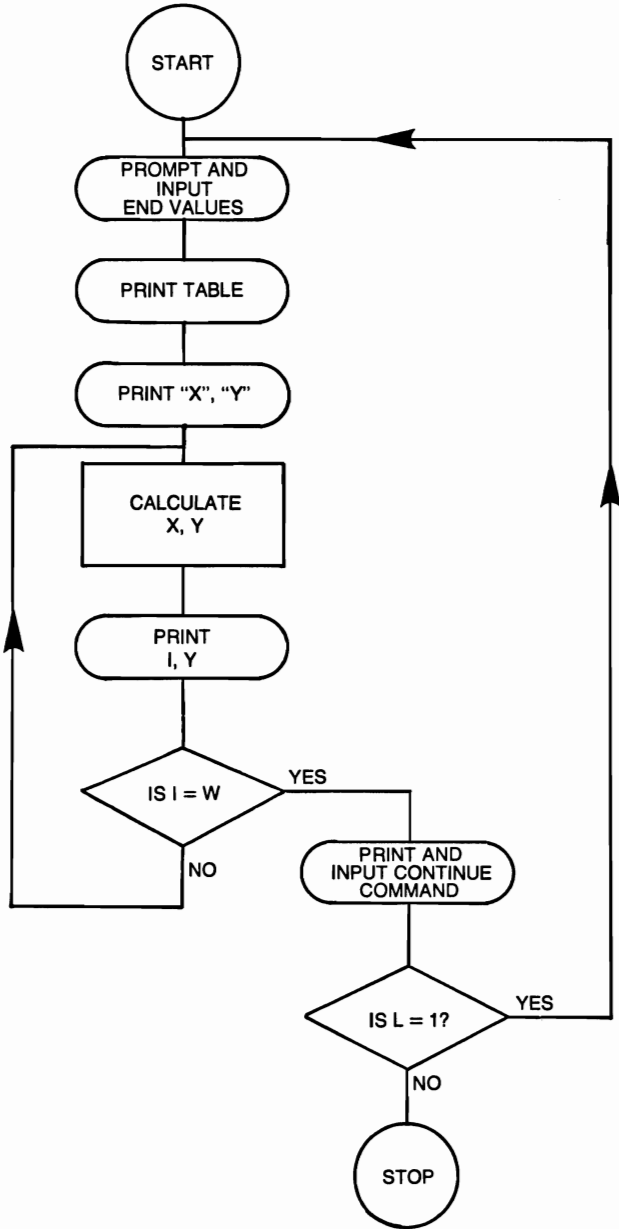 START
PROMPT AND
INPUT
END VALUES
PRINT TABLE
PRINT “X”, “Y”
CALCULATE
X, Y
PRINT
I, Y
IS I = W
YES
NO
PRINT AND
INPUT CONTINUE
COMMAND
IS L = 1?
YES
NO
STOP